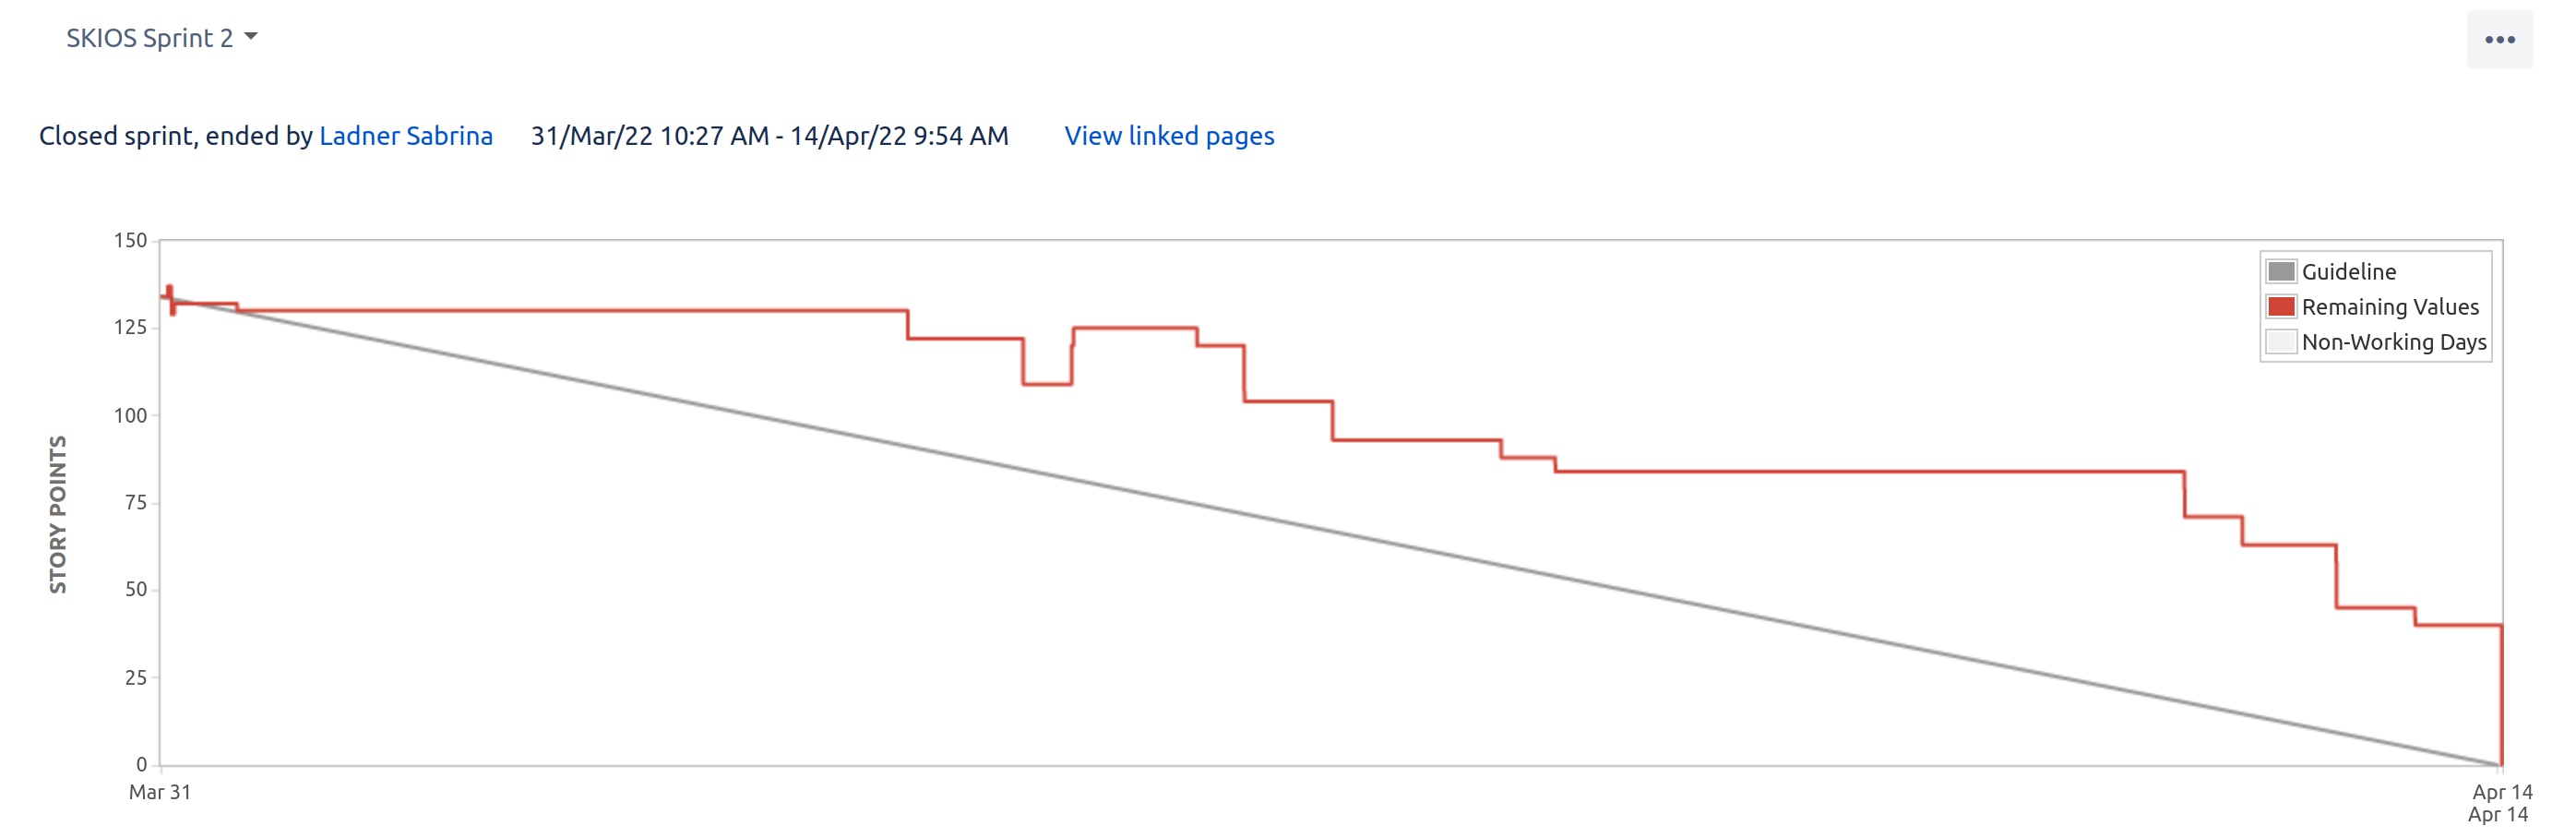 SKIOS Sprint 2
•••
Closed sprint, ended by Ladner Sabrina 31/Mar/22 10:27 AM - 14/Apr/22 9:54 AM View linked pages
STORY POINTS
150
125
100
75
50
25
0
Guideline
Remaining Values
Non-Working Days
Mar 31
Apr 14
Apr 14